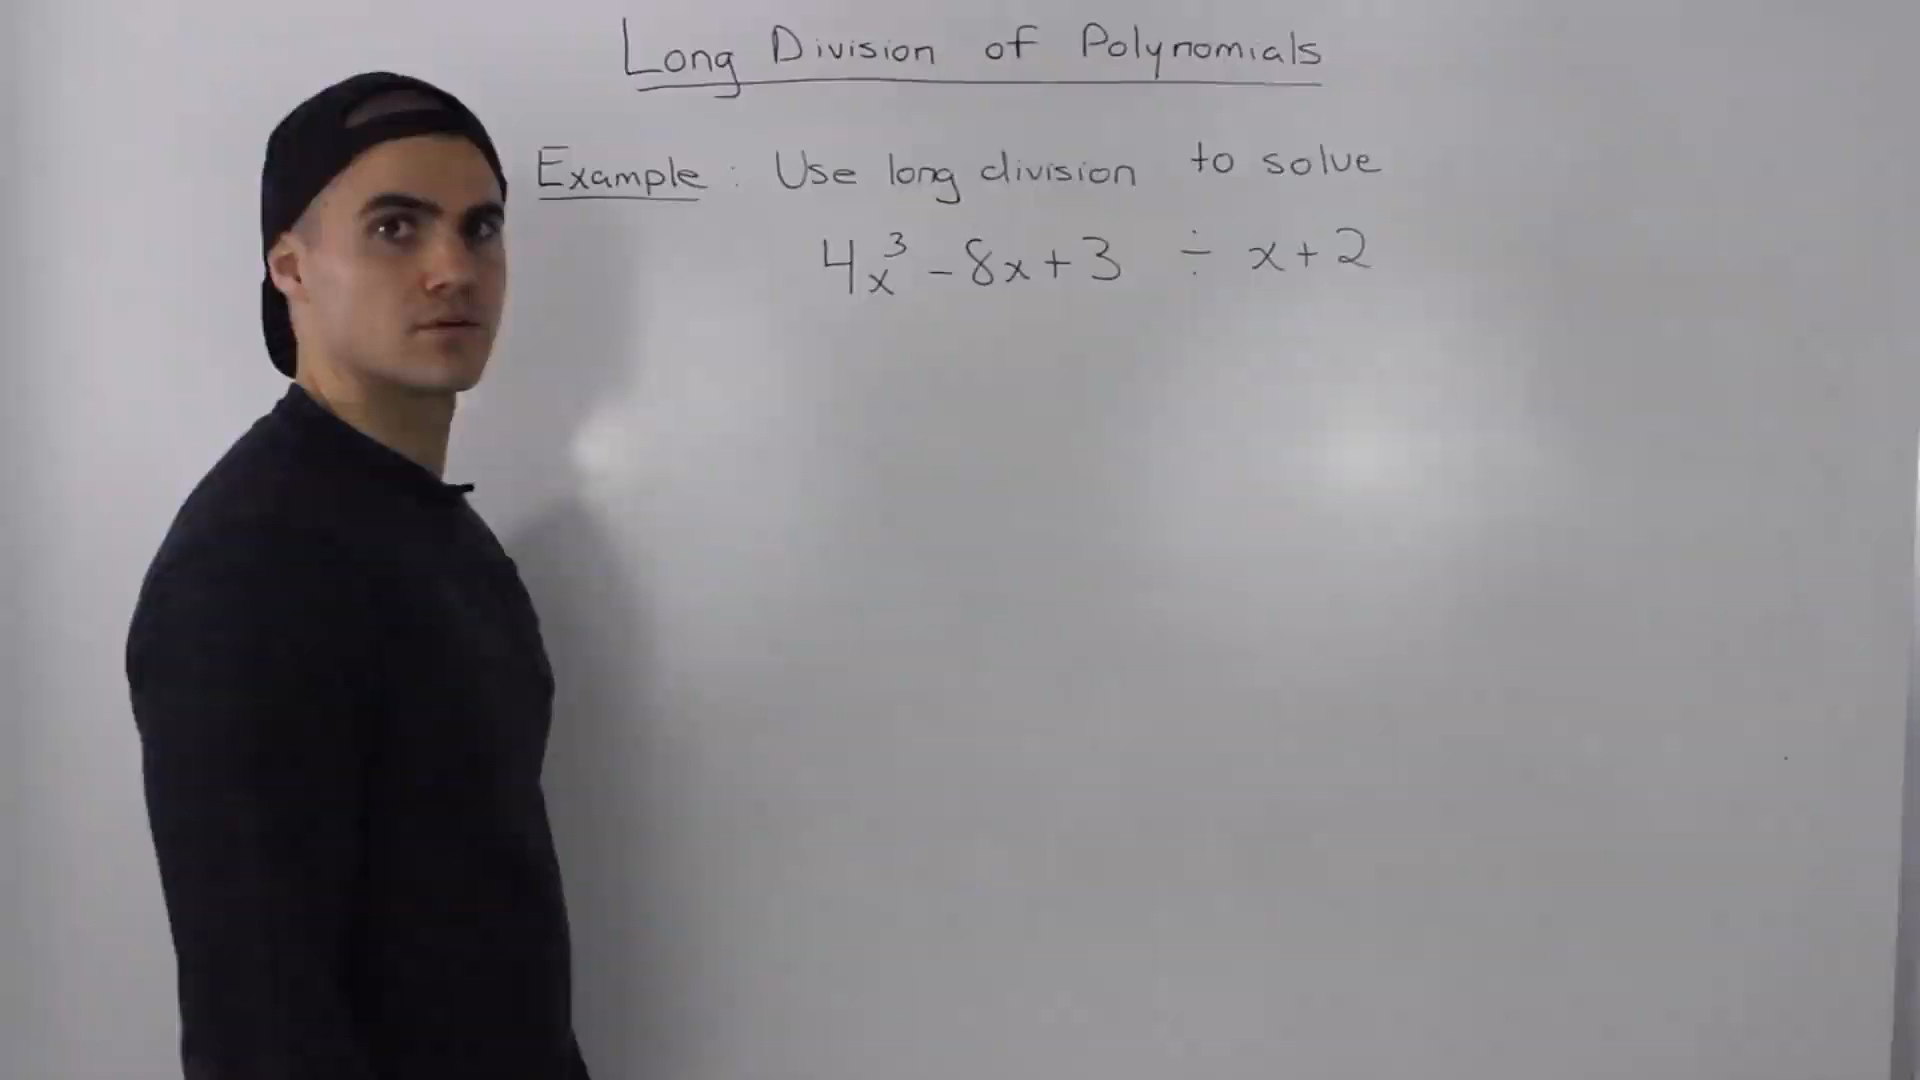 Long Division of Polynomials
Example: Use long division to solve
4x³ - 8x + 3 ÷ x + 2